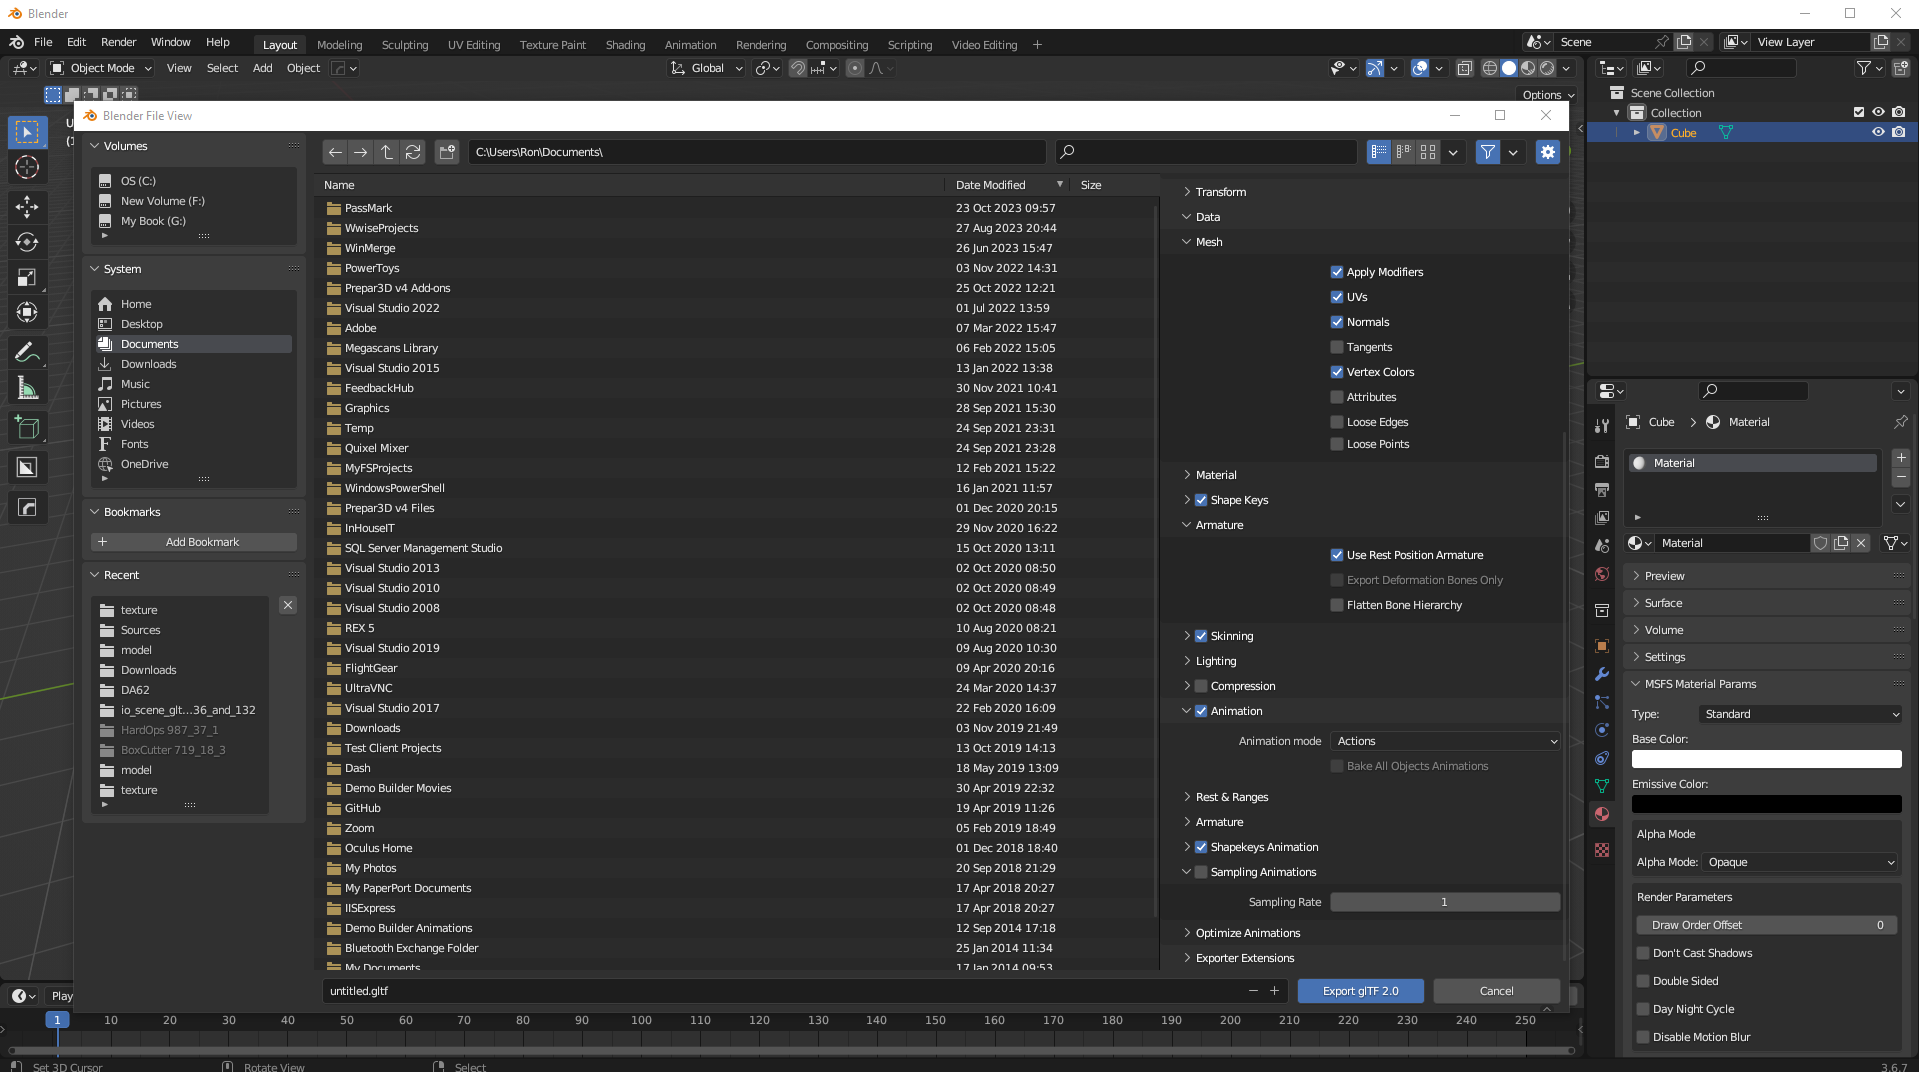 Blender
File Edit Render Window Help Layout Modeling Sculpting UV Editing Texture Paint Shading Animation Rendering Compositing Scripting Video Editing + Scene View Layer
Object Mode View Select Add Object Global
Options
Blender File View
Volumes
OS (C:)
New Volume (F:)
My Book (G:)
System
Home
Desktop
Documents
Downloads
Music
Pictures
Videos
Fonts
OneDrive
Bookmarks
+ Add Bookmark
Recent
texture
Sources
model
Downloads
DA62
io_scene_glt...36_and_132
HardOps 987_37_1
BoxCutter 719_18_3
model
texture
C:\Users\Ron\Documents\
Name Date Modified Size
PassMark 23 Oct 2023 09:57
WwiseProjects 27 Aug 2023 20:44
WinMerge 26 Jun 2023 15:47
PowerToys 03 Nov 2022 14:31
Prepar3D v4 Add-ons 25 Oct 2022 12:21
Visual Studio 2022 01 Jul 2022 13:59
Adobe 07 Mar 2022 15:47
Megascans Library 06 Feb 2022 15:05
Visual Studio 2015 13 Jan 2022 13:38
FeedbackHub 30 Nov 2021 10:41
Graphics 28 Sep 2021 15:30
Temp 24 Sep 2021 23:31
Quixel Mixer 24 Sep 2021 23:28
MyFSProjects 12 Feb 2021 15:22
WindowsPowerShell 16 Jan 2021 11:57
Prepar3D v4 Files 01 Dec 2020 20:15
InHouseIT 29 Nov 2020 16:22
SQL Server Management Studio 15 Oct 2020 13:11
Visual Studio 2013 02 Oct 2020 08:50
Visual Studio 2010 02 Oct 2020 08:49
Visual Studio 2008 02 Oct 2020 08:48
REX 5 10 Aug 2020 08:21
Visual Studio 2019 09 Aug 2020 10:30
FlightGear 09 Apr 2020 20:16
UltraVNC 24 Mar 2020 14:37
Visual Studio 2017 22 Feb 2020 16:09
Downloads 03 Nov 2019 21:49
Test Client Projects 13 Oct 2019 14:13
Dash 18 May 2019 13:09
Demo Builder Movies 30 Apr 2019 22:32
GitHub 19 Apr 2019 11:26
Zoom 05 Feb 2019 18:49
Oculus Home 01 Dec 2018 18:40
My Photos 20 Sep 2018 21:29
My PaperPort Documents 17 Apr 2018 20:27
IISExpress 17 Apr 2018 20:27
Demo Builder Animations 12 Sep 2014 17:18
Bluetooth Exchange Folder 25 Jan 2014 11:34
My Documents 17 Jan 2014 09:53
untitled.gltf
Transform
Data
Mesh
Apply Modifiers
UVs
Normals
Tangents
Vertex Colors
Attributes
Loose Edges
Loose Points
Material
Shape Keys
Armature
Use Rest Position Armature
Export Deformation Bones Only
Flatten Bone Hierarchy
Skinning
Lighting
Compression
Animation
Animation mode Actions
Bake All Objects Animations
Rest & Ranges
Armature
Shapekeys Animation
Sampling Animations
Sampling Rate 1
Optimize Animations
Exporter Extensions
Export glTF 2.0 Cancel
Scene Collection
Collection
Cube
Cube > Material
Material
Material
Preview
Surface
Volume
Settings
MSFS Material Params
Type: Standard
Base Color:
Emissive Color:
Alpha Mode
Alpha Mode: Opaque
Render Parameters
Draw Order Offset 0
Don't Cast Shadows
Double Sided
Day Night Cycle
Disable Motion Blur
Play
1 10 20 30 40 50 60 70 80 90 100 110 120 130 140 150 160 170 180 190 200 210 220 230 240 250
Set 3D Cursor Rotate View Select 3.6.7